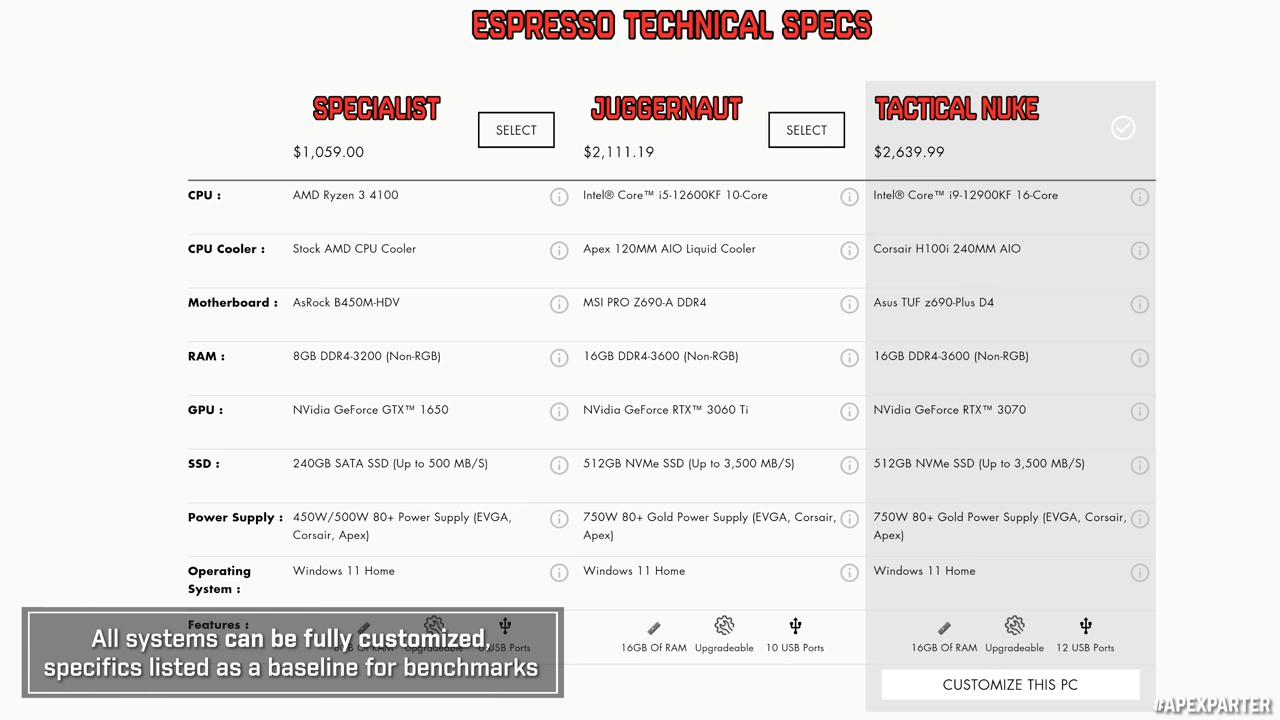 ESPRESSO TECHNICAL SPECS
SPECIALIST
SELECT
$1,059.00
JUGGERNAUT
SELECT
$2,111.19
TACTICAL NUKE
$2,639.99
CPU : AMD Ryzen 3 4100 Intel® Core™ i5-12600KF 10-Core Intel® Core™ i9-12900KF 16-Core
CPU Cooler : Stock AMD CPU Cooler Apex 120MM AIO Liquid Cooler Corsair H100i 240MM AIO
Motherboard : AsRock B450M-HDV MSI PRO Z690-A DDR4 Asus TUF z690-Plus D4
RAM : 8GB DDR4-3200 (Non-RGB) 16GB DDR4-3600 (Non-RGB) 16GB DDR4-3600 (Non-RGB)
GPU : NVidia GeForce GTX™ 1650 NVidia GeForce RTX™ 3060 Ti NVidia GeForce RTX™ 3070
SSD : 240GB SATA SSD (Up to 500 MB/S) 512GB NVMe SSD (Up to 3,500 MB/S) 512GB NVMe SSD (Up to 3,500 MB/S)
Power Supply : 450W/500W 80+ Power Supply (EVGA, 750W 80+ Gold Power Supply (EVGA, Corsair, 750W 80+ Gold Power Supply (EVGA, Corsair,
Corsair, Apex) Apex) Apex)
Operating Windows 11 Home Windows 11 Home Windows 11 Home
System :
Features :
16GB Of RAM Upgradeable 10 USB Ports 16GB Of RAM Upgradeable 12 USB Ports
All systems can be fully customized,
specifics listed as a baseline for benchmarks
Upgradeable USB Ports
CUSTOMIZE THIS PC
#APEXPARTER